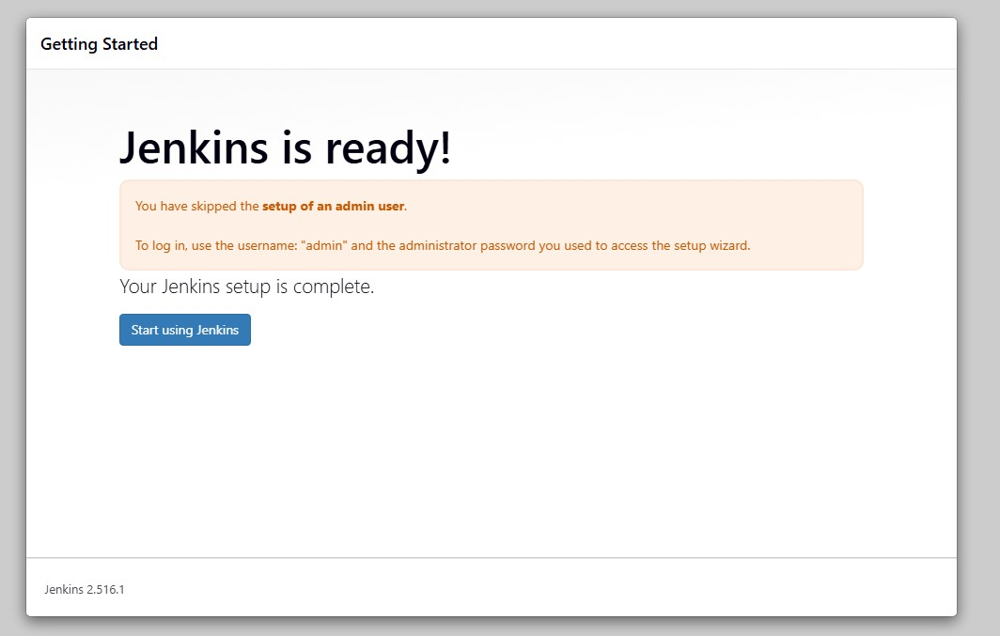 Getting Started
Jenkins is ready!
You have skipped the setup of an admin user.
To log in, use the username: "admin" and the administrator password you used to access the setup wizard.
Your Jenkins setup is complete.
Start using Jenkins
Jenkins 2.516.1